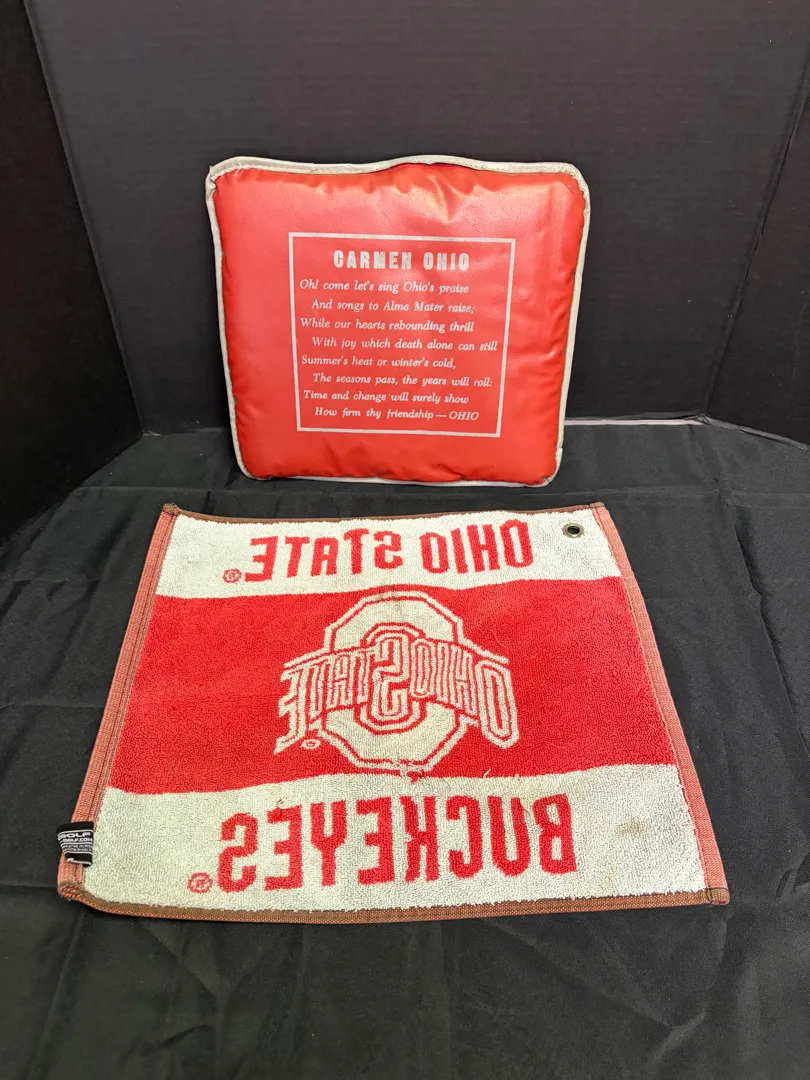 CARMEN OHIO
Oh! come let's sing Ohio's praise
And songs to Alma Mater raise;
While our hearts rebounding thrill
With joy which death alone can still
Summer's heat or winter's cold,
The seasons pass, the years will roll:
Time and change will surely show
How firm thy friendship — OHIO
OHIO STATE®
OHIO STATE®
BUCKEYES®
GOLF